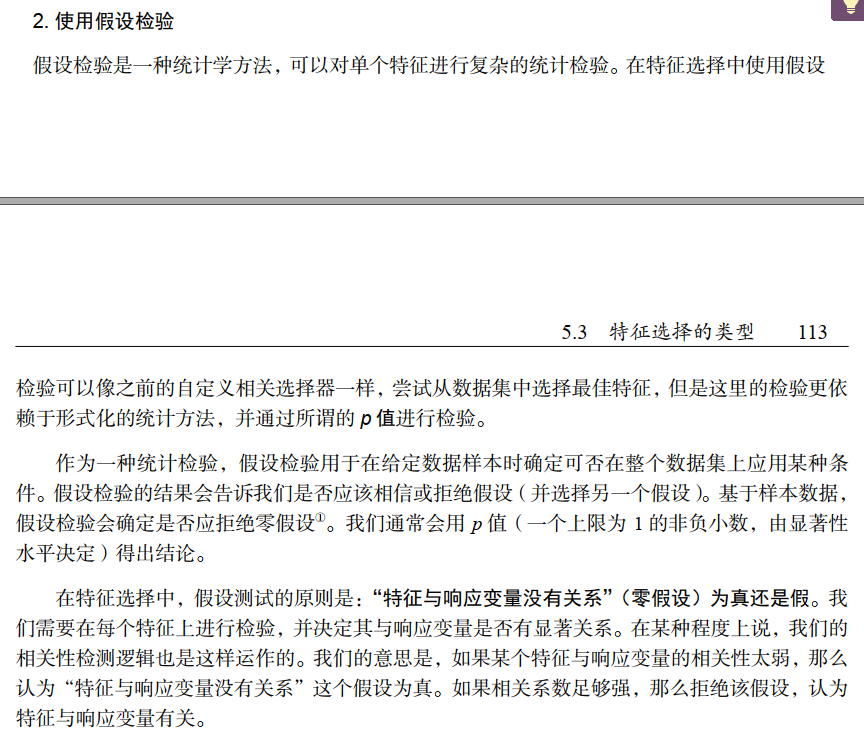 2. 使用假设检验
假设检验是一种统计学方法，可以对单个特征进行复杂的统计检验。在特征选择中使用假设
5.3 特征选择的类型 113
检验可以像之前的自定义相关选择器一样，尝试从数据集中选择最佳特征，但是这里的检验更依
赖于形式化的统计方法，并通过所谓的 p 值进行检验。
作为一种统计检验，假设检验用于在给定数据样本时确定可否在整个数据集上应用某种条
件。假设检验的结果会告诉我们是否应该相信或拒绝假设（并选择另一个假设）。基于样本数据，
假设检验会确定是否应拒绝零假设①。我们通常会用 p 值（一个上限为 1 的非负小数，由显著性
水平决定）得出结论。
在特征选择中，假设测试的原则是：“特征与响应变量没有关系”（零假设）为真还是假。我
们需要在每个特征上进行检验，并决定其与响应变量是否有显著关系。在某种程度上说，我们的
相关性检测逻辑也是这样运作的。我们的意思是，如果某个特征与响应变量的相关性太弱，那么
认为“特征与响应变量没有关系”这个假设为真。如果相关系数足够强，那么拒绝该假设，认为
特征与响应变量有关。